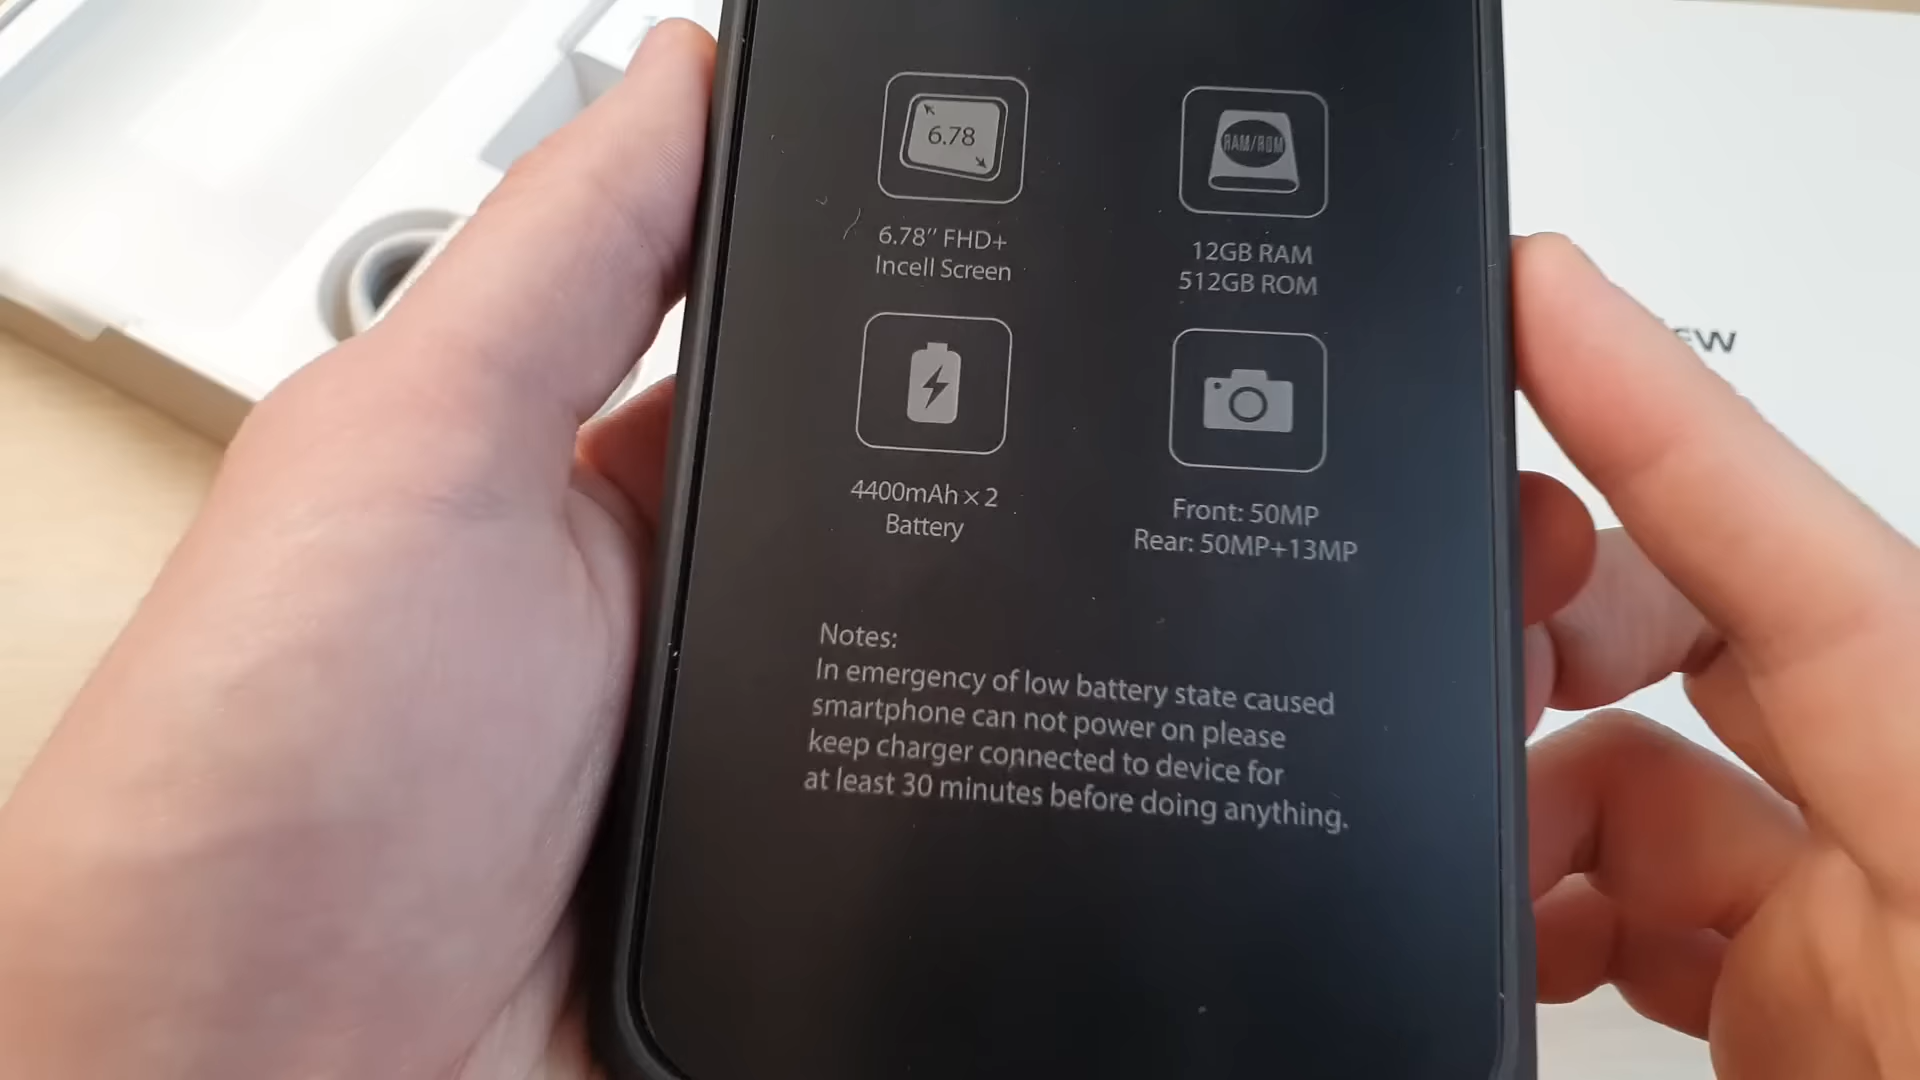 6.78
RAM/ROM
6.78" FHD+
Incell Screen
12GB RAM
512GB ROM
4400mAh×2
Battery
Front: 50MP
Rear: 50MP+13MP
Notes:
In emergency of low battery state caused
smartphone can not power on please
keep charger connected to device for
at least 30 minutes before doing anything.